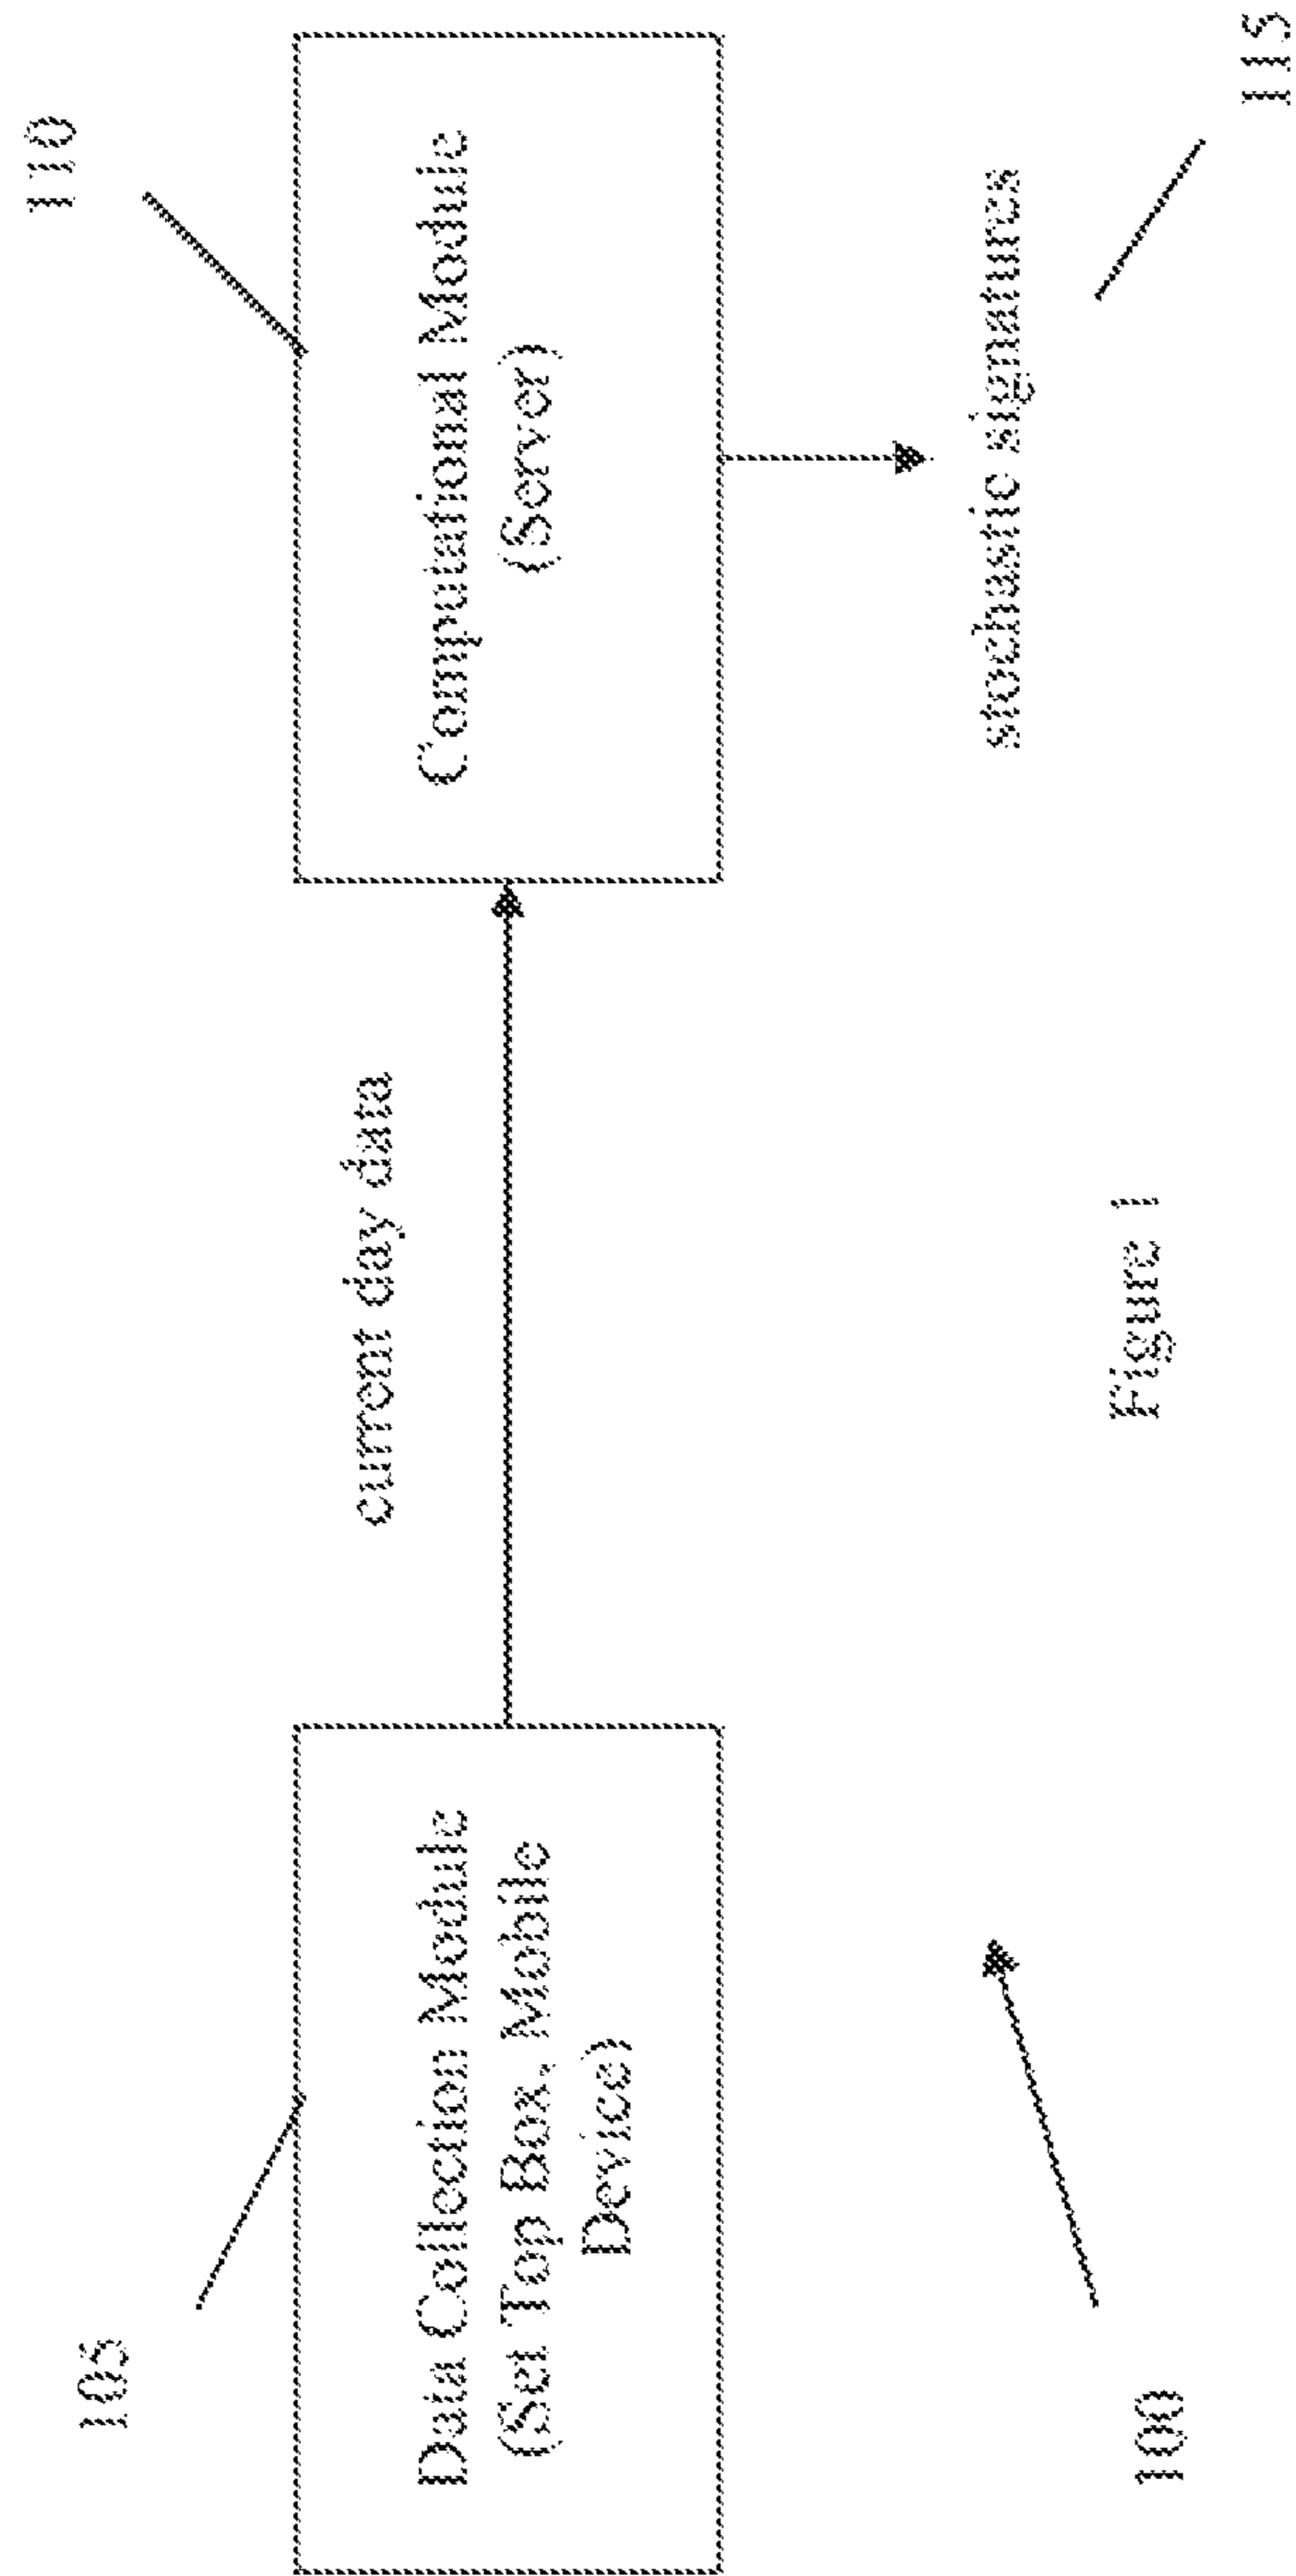 105
110
Data Collection Module
(Set Top Box, Mobile
Device)
current day data
Computational Module
(Server)
stochastic signatures
100
Figure 1
115